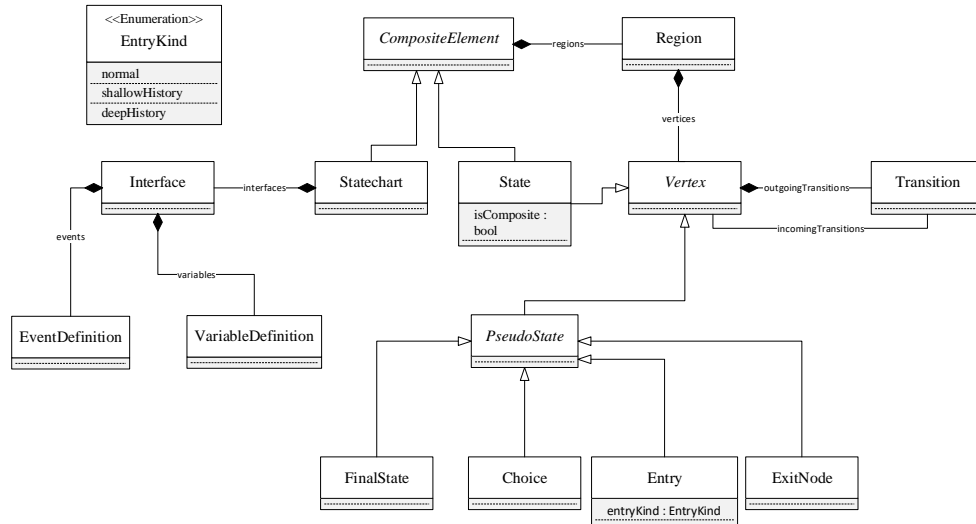 <<Enumeration>>
EntryKind
normal
shallowHistory
deepHistory
CompositeElement
regions
Region
vertices
Interface
interfaces
Statechart
State
isComposite :
bool
Vertex
outgoingTransitions
Transition
incomingTransitions
events
variables
EventDefinition
VariableDefinition
PseudoState
FinalState
Choice
Entry
entryKind : EntryKind
ExitNode